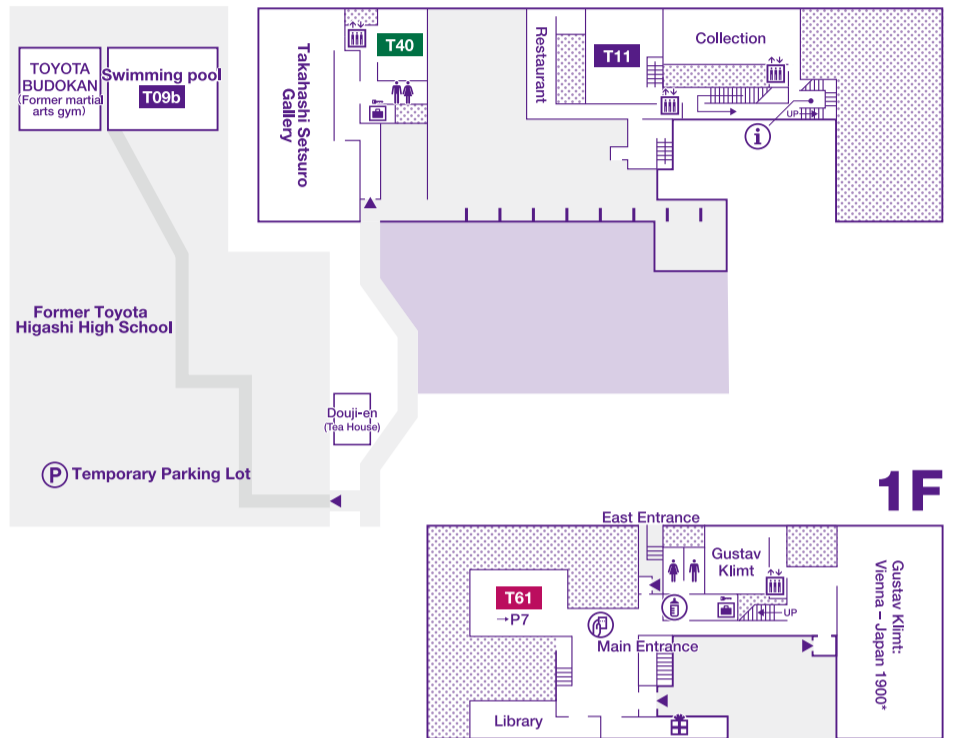 TOYOTA
BUDOKAN
(Former martial
arts gym)
Swimming pool
T09b
Takahashi Setsuro
Gallery
T40
Restaurant
T11
Collection
UP
i
Former Toyota
Higashi High School
Douji-en
(Tea House)
P Temporary Parking Lot
1F
East Entrance
Gustav
Klimt
T61
→P7
UP
Main Entrance
Library
Gustav Klimt:
Vienna – Japan 1900*